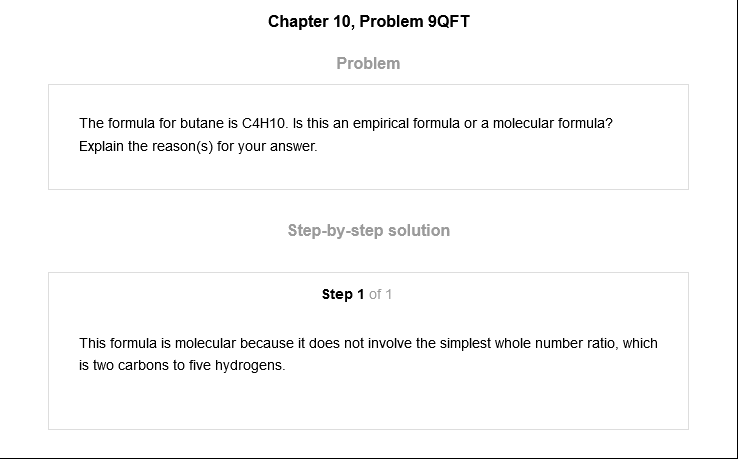 Chapter 10, Problem 9QFT
Problem
The formula for butane is C4H10. Is this an empirical formula or a molecular formula?
Explain the reason(s) for your answer.
Step-by-step solution
Step 1 of 1
This formula is molecular because it does not involve the simplest whole number ratio, which
is two carbons to five hydrogens.